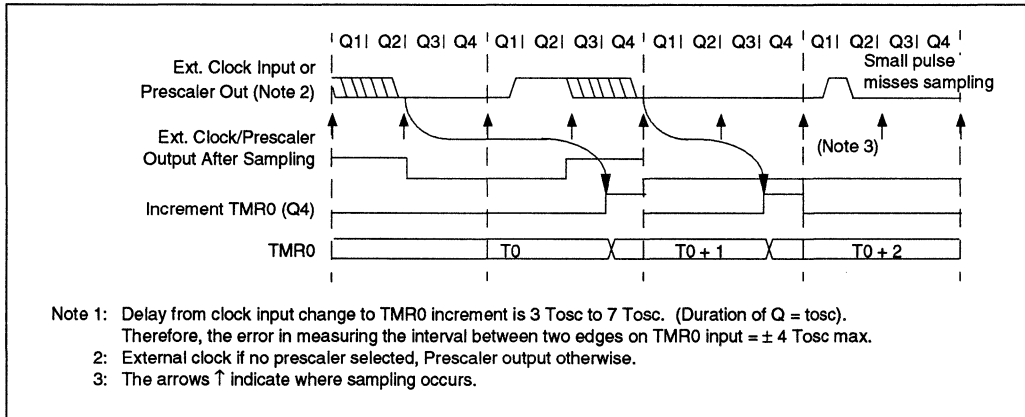 Q1| Q2| Q3| Q4 | Q1| Q2| Q3| Q4 | Q1| Q2| Q3| Q4 | Q1| Q2| Q3| Q4 |
Ext. Clock Input or
Prescaler Out (Note 2)
Small pulse
misses sampling
Ext. Clock/Prescaler
Output After Sampling
(Note 3)
Increment TMR0 (Q4)
TMR0 T0 T0 + 1 T0 + 2
Note 1: Delay from clock input change to TMR0 increment is 3 Tosc to 7 Tosc. (Duration of Q = tosc).
Therefore, the error in measuring the interval between two edges on TMR0 input = ± 4 Tosc max.
2: External clock if no prescaler selected, Prescaler output otherwise.
3: The arrows ↑ indicate where sampling occurs.